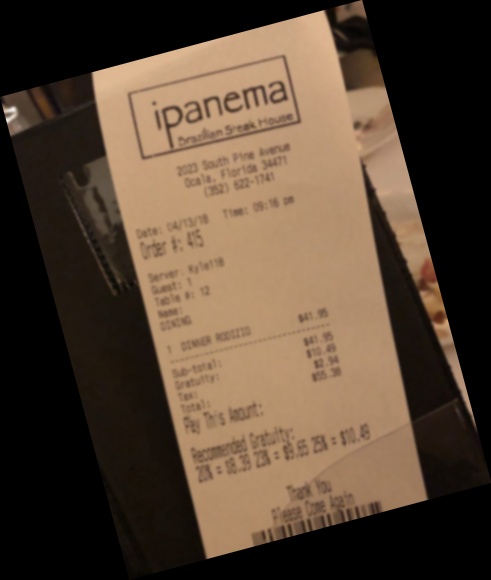 ipanema
Brazilian Steak House
2023 South Pine Avenue
Ocala, Florida 34471
(352) 622-1741
Date: 04/13/18 Time: 09:16 pm
Order #: 415
Server: Kyle110
Guest: 1
Table #: 12
Name:
DINING
1 DINNER RODIZIO $41.95
Sub-total: $41.95
Gratuity: $10.49
Tax: $2.94
Total: $55.38
Pay This Amount:
Recommended Gratuity:
20% = $8.39 23% = $9.65 25% = $10.49
Thank You
Please Come Again